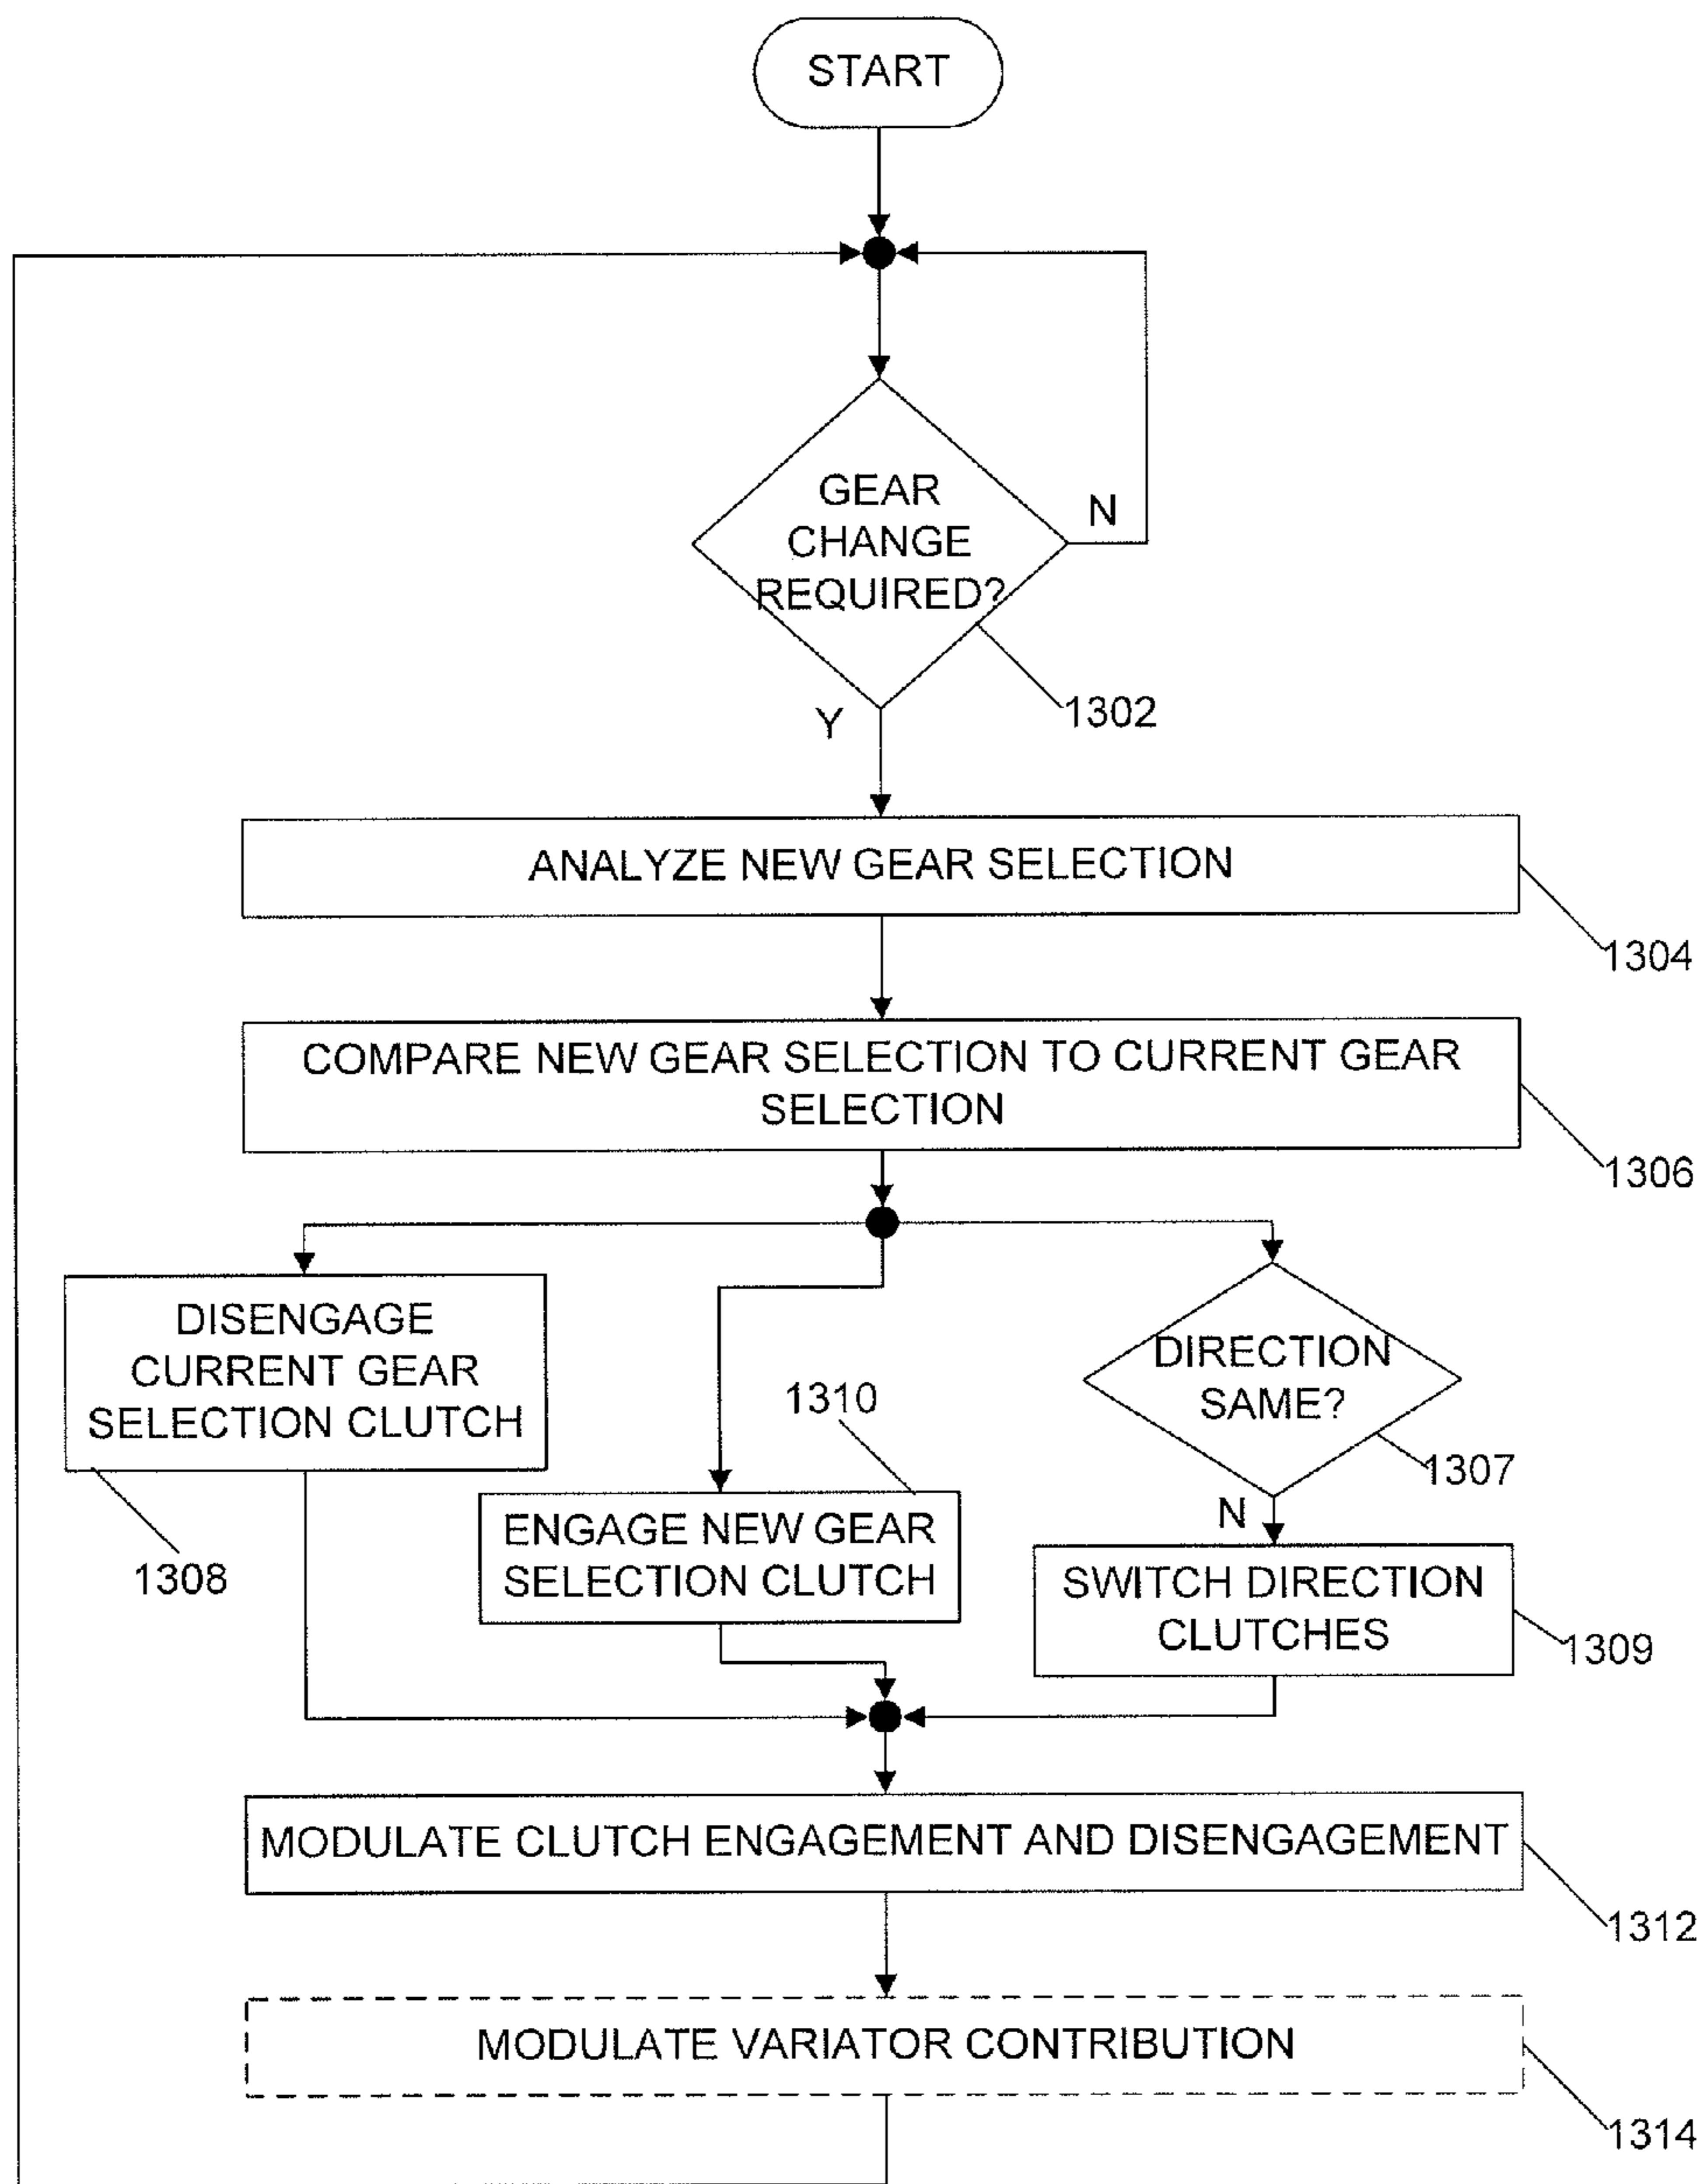 START
GEAR
CHANGE
REQUIRED?
N
1302
Y
ANALYZE NEW GEAR SELECTION
1304
COMPARE NEW GEAR SELECTION TO CURRENT GEAR
SELECTION
1306
DISENGAGE
CURRENT GEAR
SELECTION CLUTCH
1308
1310
ENGAGE NEW GEAR
SELECTION CLUTCH
DIRECTION
SAME?
1307
N
SWITCH DIRECTION
CLUTCHES
1309
MODULATE CLUTCH ENGAGEMENT AND DISENGAGEMENT
1312
MODULATE VARIATOR CONTRIBUTION
1314